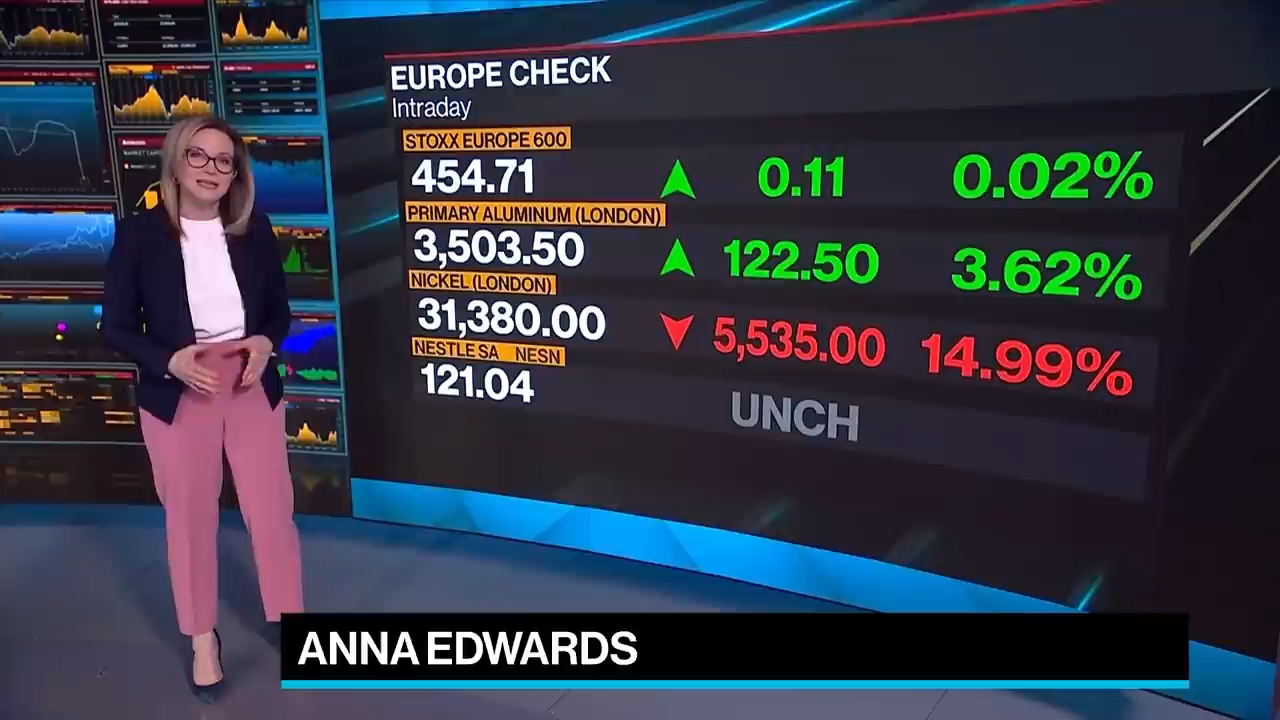 EUROPE CHECK
Intraday
STOXX EUROPE 600
454.71 ▲ 0.11 0.02%
PRIMARY ALUMINUM (LONDON)
3,503.50 ▲ 122.50 3.62%
NICKEL (LONDON)
31,380.00 ▼ 5,535.00 14.99%
NESTLE SA NESN
121.04 UNCH
ANNA EDWARDS